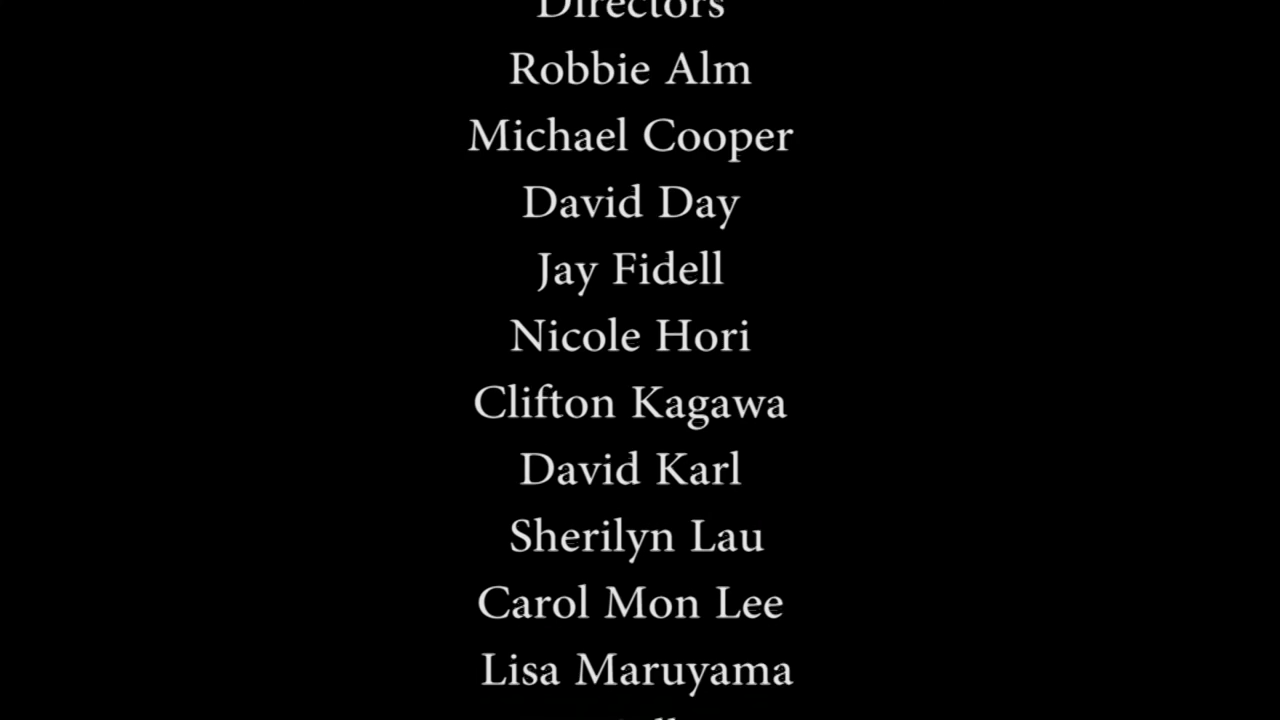 Directors
Robbie Alm
Michael Cooper
David Day
Jay Fidell
Nicole Hori
Clifton Kagawa
David Karl
Sherilyn Lau
Carol Mon Lee
Lisa Maruyama